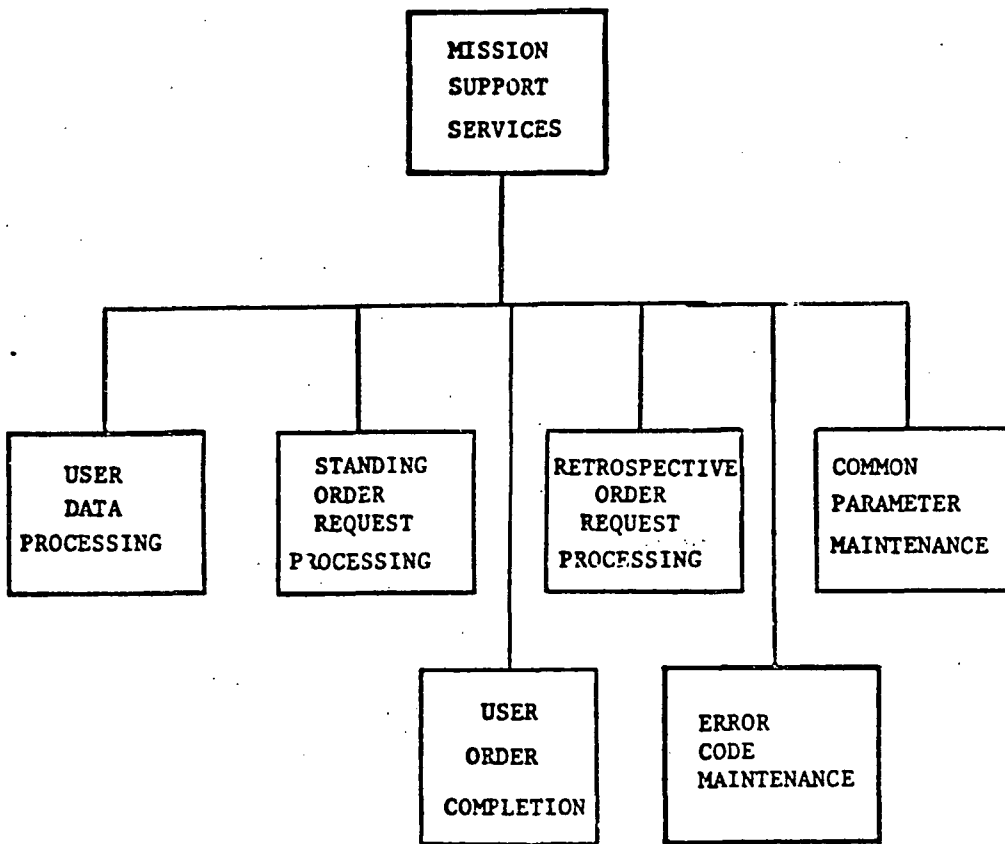 MISSION
SUPPORT
SERVICES
USER
DATA
PROCESSING
STANDING
ORDER
REQUEST
PROCESSING
RETROSPECTIVE
ORDER
REQUEST
PROCESSING
COMMON
PARAMETER
MAINTENANCE
USER
ORDER
COMPLETION
ERROR
CODE
MAINTENANCE